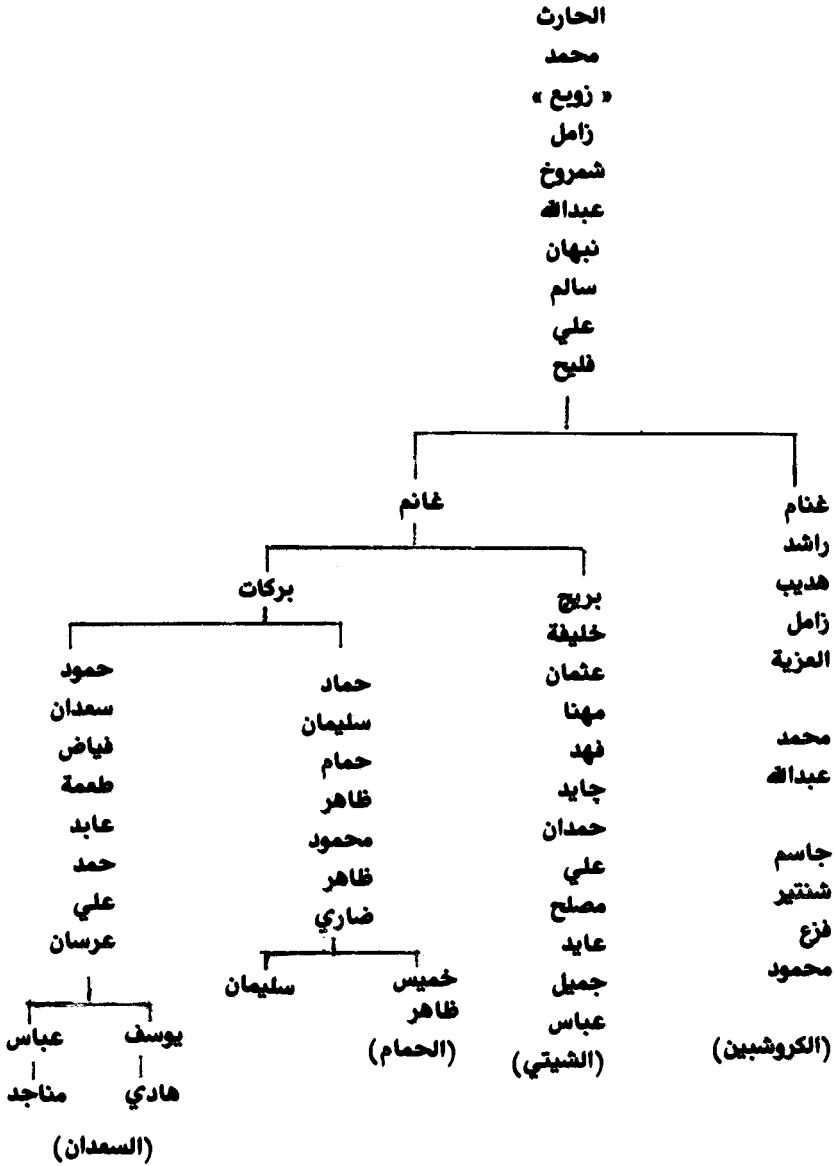 الحارث
محمد
« زوبع »
زامل
شمروخ
عبدالله
نبهان
سالم
علي
فليح
غنام
راشد
هديب
زامل
العزية
محمد
عبدالله
جاسم
شنتير
فزع
محمود
(الكروشبين)
غانم
بريج
خليفة
عثمان
مهنا
فهد
جايد
حمدان
علي
مصلح
عايد
جميل
عباس
(الشيتي)
بركات
حماد
سليمان
حمام
ظاهر
محمود
ظاهر
ضاري
خميس
ظاهر
(الحمام)
سليمان
حمود
سعدان
فياض
طعمة
عابد
حمد
علي
عرسان
يوسف
هادي
عباس
مناجد
(السعدان)